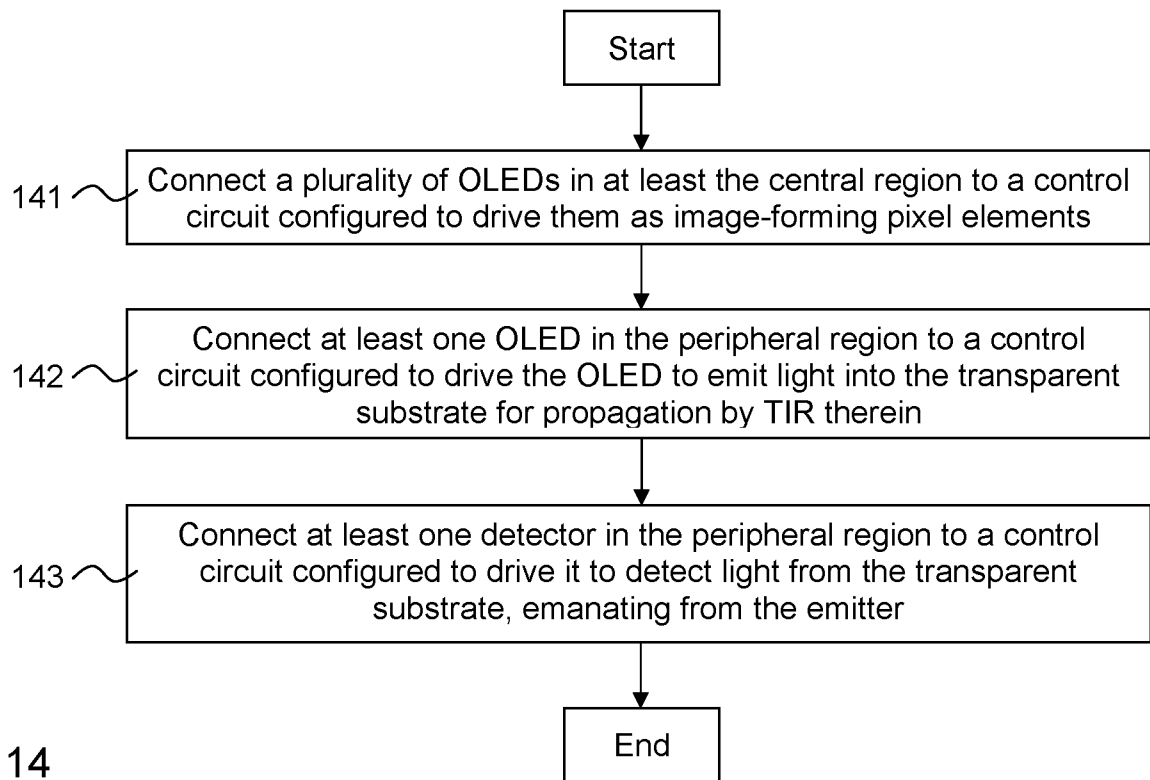 Start
141
Connect a plurality of OLEDs in at least the central region to a control
circuit configured to drive them as image-forming pixel elements
142
Connect at least one OLED in the peripheral region to a control
circuit configured to drive the OLED to emit light into the transparent
substrate for propagation by TIR therein
143
Connect at least one detector in the peripheral region to a control
circuit configured to drive it to detect light from the transparent
substrate, emanating from the emitter
End
14